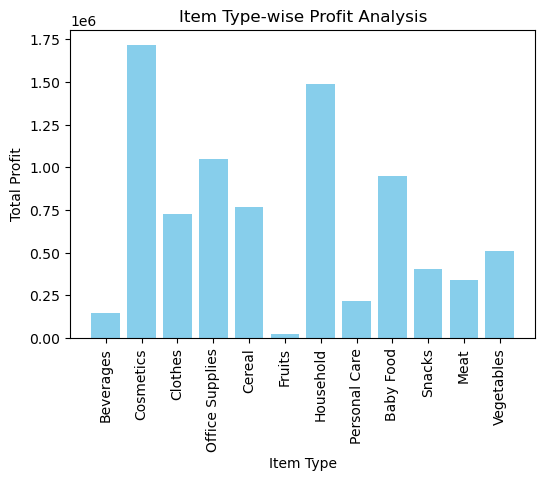 Item Type-wise Profit Analysis
1e6
1.75
1.50
1.25
1.00
0.75
0.50
0.25
0.00
Total Profit
Beverages
Cosmetics
Clothes
Office Supplies
Cereal
Fruits
Household
Personal Care
Baby Food
Snacks
Meat
Vegetables
Item Type